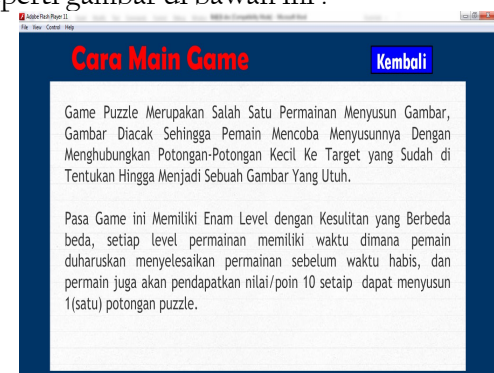 perti gambar di bawah ini :
Adobe Flash Player 11
File View Control Help
Cara Main Game
Kembali
Game Puzzle Merupakan Salah Satu Permainan Menyusun Gambar,
Gambar Diacak Sehingga Pemain Mencoba Menyusunnya Dengan
Menghubungkan Potongan-Potongan Kecil Ke Target yang Sudah di
Tentukan Hingga Menjadi Sebuah Gambar Yang Utuh.
Pasa Game ini Memiliki Enam Level dengan Kesulitan yang Berbeda
beda, setiap level permainan memiliki waktu dimana pemain
duharuskan menyelesaikan permainan sebelum waktu habis, dan
permain juga akan pendapatkan nilai/poin 10 setaip dapat menyusun
1(satu) potongan puzzle.